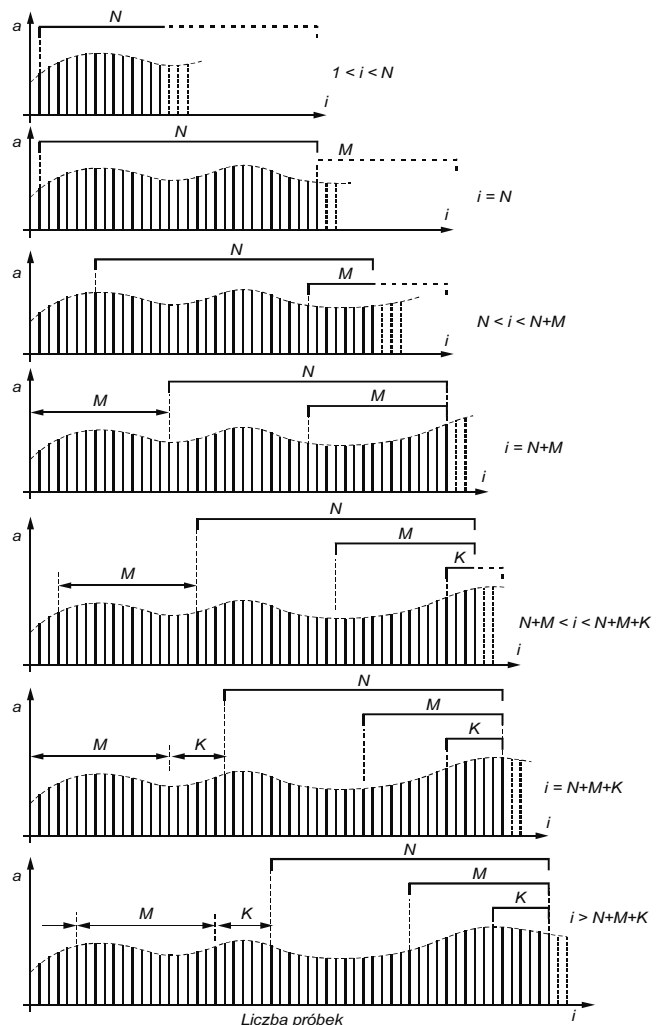 a N
1 < i < N
i
a N M
i = N
i
a N
M
N < i < N+M
i
a N
M M
i = N+M
i
a N
M M
K
N+M < i < N+M+K
i
a N
M
M K K
i = N+M+K
i
a N
M
M K K
i > N+M+K
Liczba próbek i